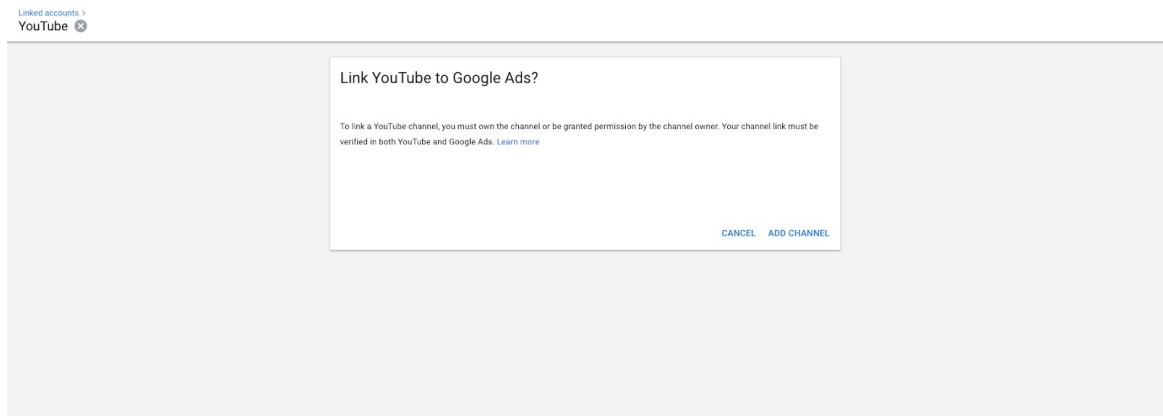 Linked accounts >
YouTube
Link YouTube to Google Ads?
To link a YouTube channel, you must own the channel or be granted permission by the channel owner. Your channel link must be
verified in both YouTube and Google Ads. Learn more
CANCEL ADD CHANNEL